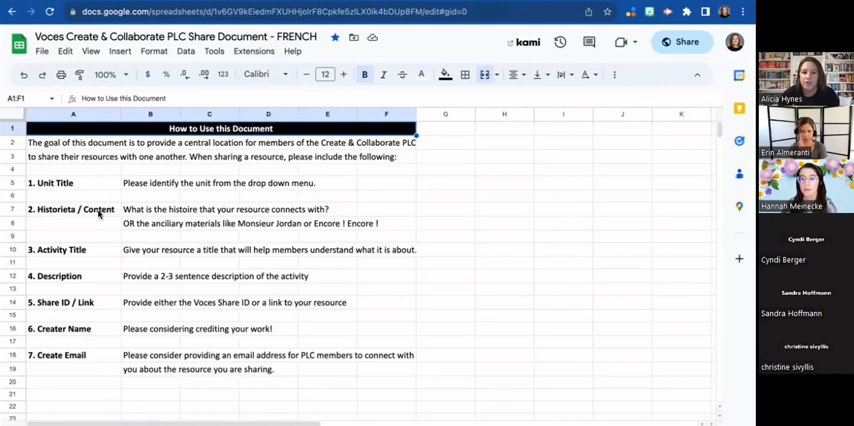 docs.google.com/spreadsheets/d/1v6GV9kEiedmFXUHHjolrF8Cpkfe5zlLX0ik4bDUp8FM/edit#gid=0
Voces Create & Collaborate PLC Share Document - FRENCH
kami
Share
File Edit View Insert Format Data Tools Extensions Help
100% $ % .0 .00 123 Calibri 12 B I S A
A1:F1 fx How to Use this Document
A B C D E F G H I J K
1 How to Use this Document
2 The goal of this document is to provide a central location for members of the Create & Collaborate PLC
3 to share their resources with one another. When sharing a resource, please include the following:
4
5 1. Unit Title Please identify the unit from the drop down menu.
6
7 2. Historieta / Content What is the histoire that your resource connects with?
8 OR the anciliary materials like Monsieur Jordan or Encore ! Encore !
9
10 3. Activity Title Give your resource a title that will help members understand what it is about.
11
12 4. Description Provide a 2-3 sentence description of the activity
13
14 5. Share ID / Link Provide either the Voces Share ID or a link to your resource
15
16 6. Creater Name Please considering crediting your work!
17
18 7. Create Email Please consider providing an email address for PLC members to connect with
19 you about the resource you are sharing.
20
21
22
23
Alicia Hynes
Erin Almeranti
Hannah Meinecke
Cyndi Berger
Cyndi Berger
Sandra Hoffmann
Sandra Hoffmann
christine sivyllis
christine sivyllis